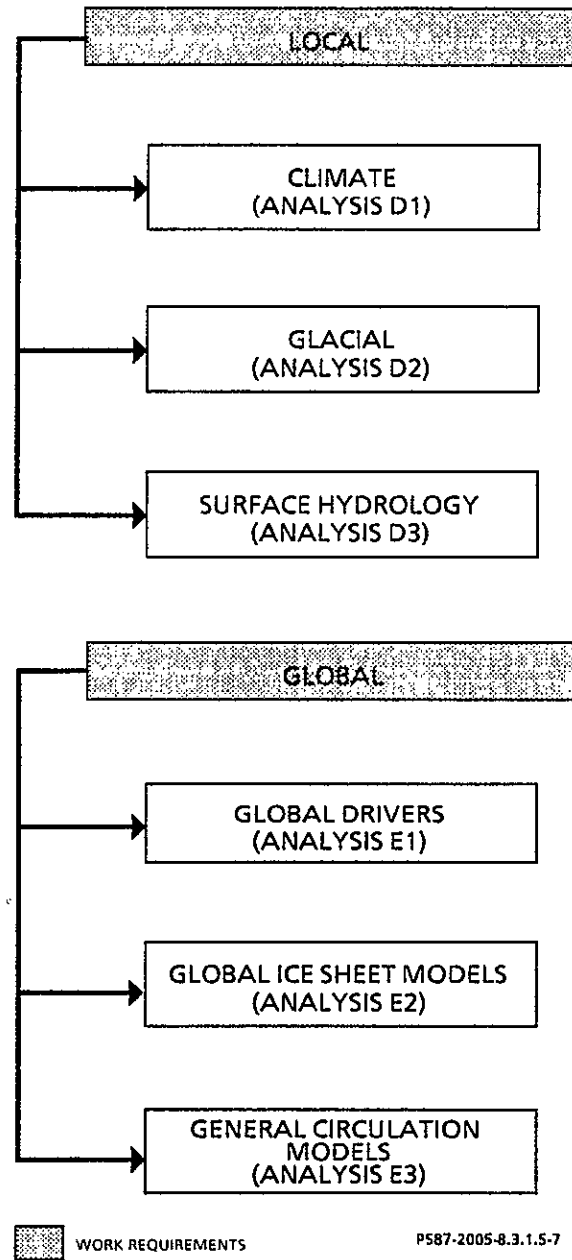 LOCAL
CLIMATE
(ANALYSIS D1)
GLACIAL
(ANALYSIS D2)
SURFACE HYDROLOGY
(ANALYSIS D3)
GLOBAL
GLOBAL DRIVERS
(ANALYSIS E1)
GLOBAL ICE SHEET MODELS
(ANALYSIS E2)
GENERAL CIRCULATION
MODELS
(ANALYSIS E3)
WORK REQUIREMENTS
PS87-2005-8.3.1.5-7